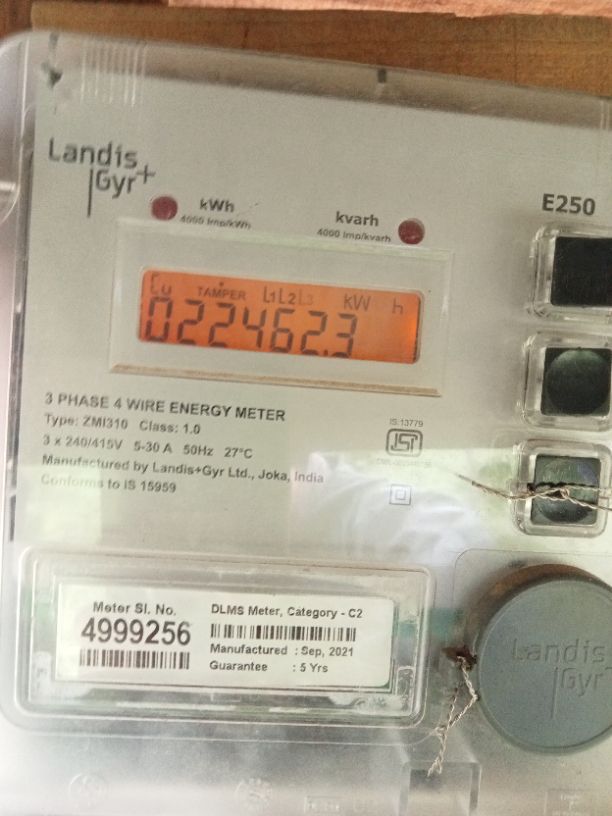 Landis
Gyr+
kWh
4000 Imp/kWh
kvarh
4000 Imp/kvarh
E250
Cu TAMPER L1L2L3 kW h
022462.3
3 PHASE 4 WIRE ENERGY METER
Type: ZMI310 Class: 1.0
3 x 240/415V 5-30 A 50Hz 27°C
Manufactured by Landis+Gyr Ltd., Joka, India
Conforms to IS 15959
IS:13779
Meter Sl. No.
4999256
DLMS Meter, Category - C2
Manufactured : Sep, 2021
Guarantee : 5 Yrs
Landis
Gyr